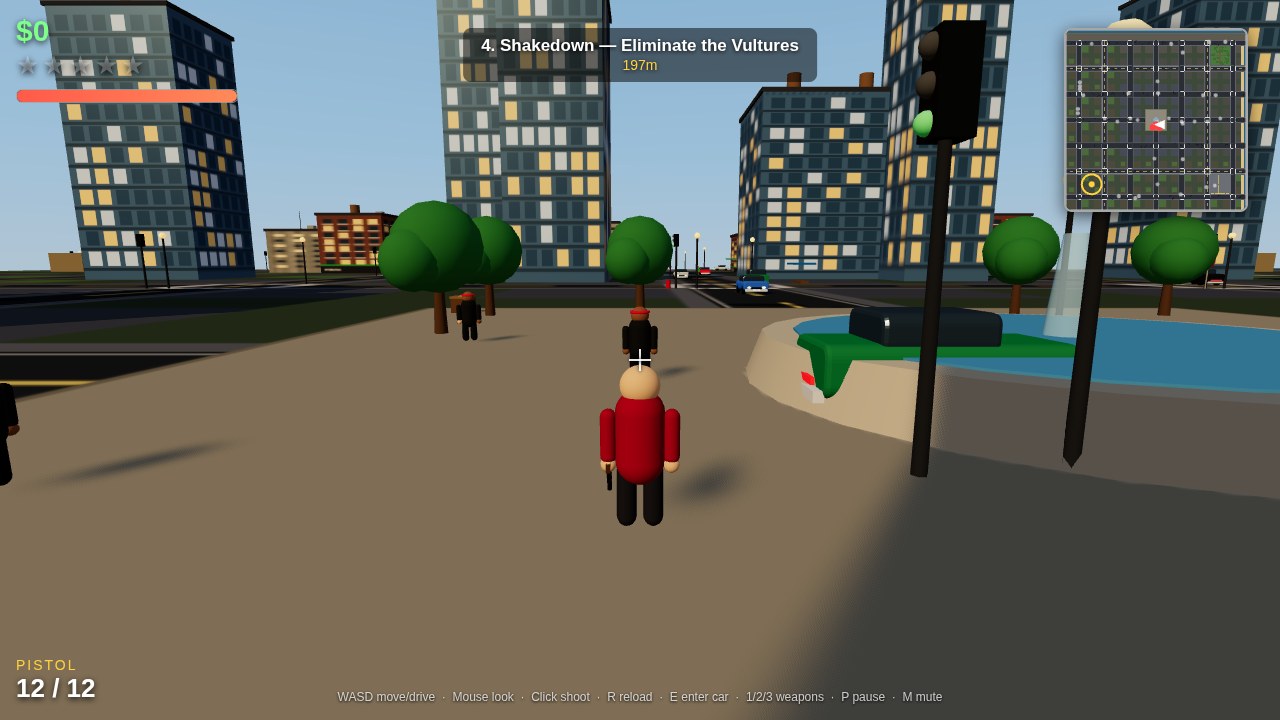 $0
4. Shakedown — Eliminate the Vultures
197m
PISTOL
12 / 12
WASD move/drive · Mouse look · Click shoot · R reload · E enter car · 1/2/3 weapons · P pause · M mute